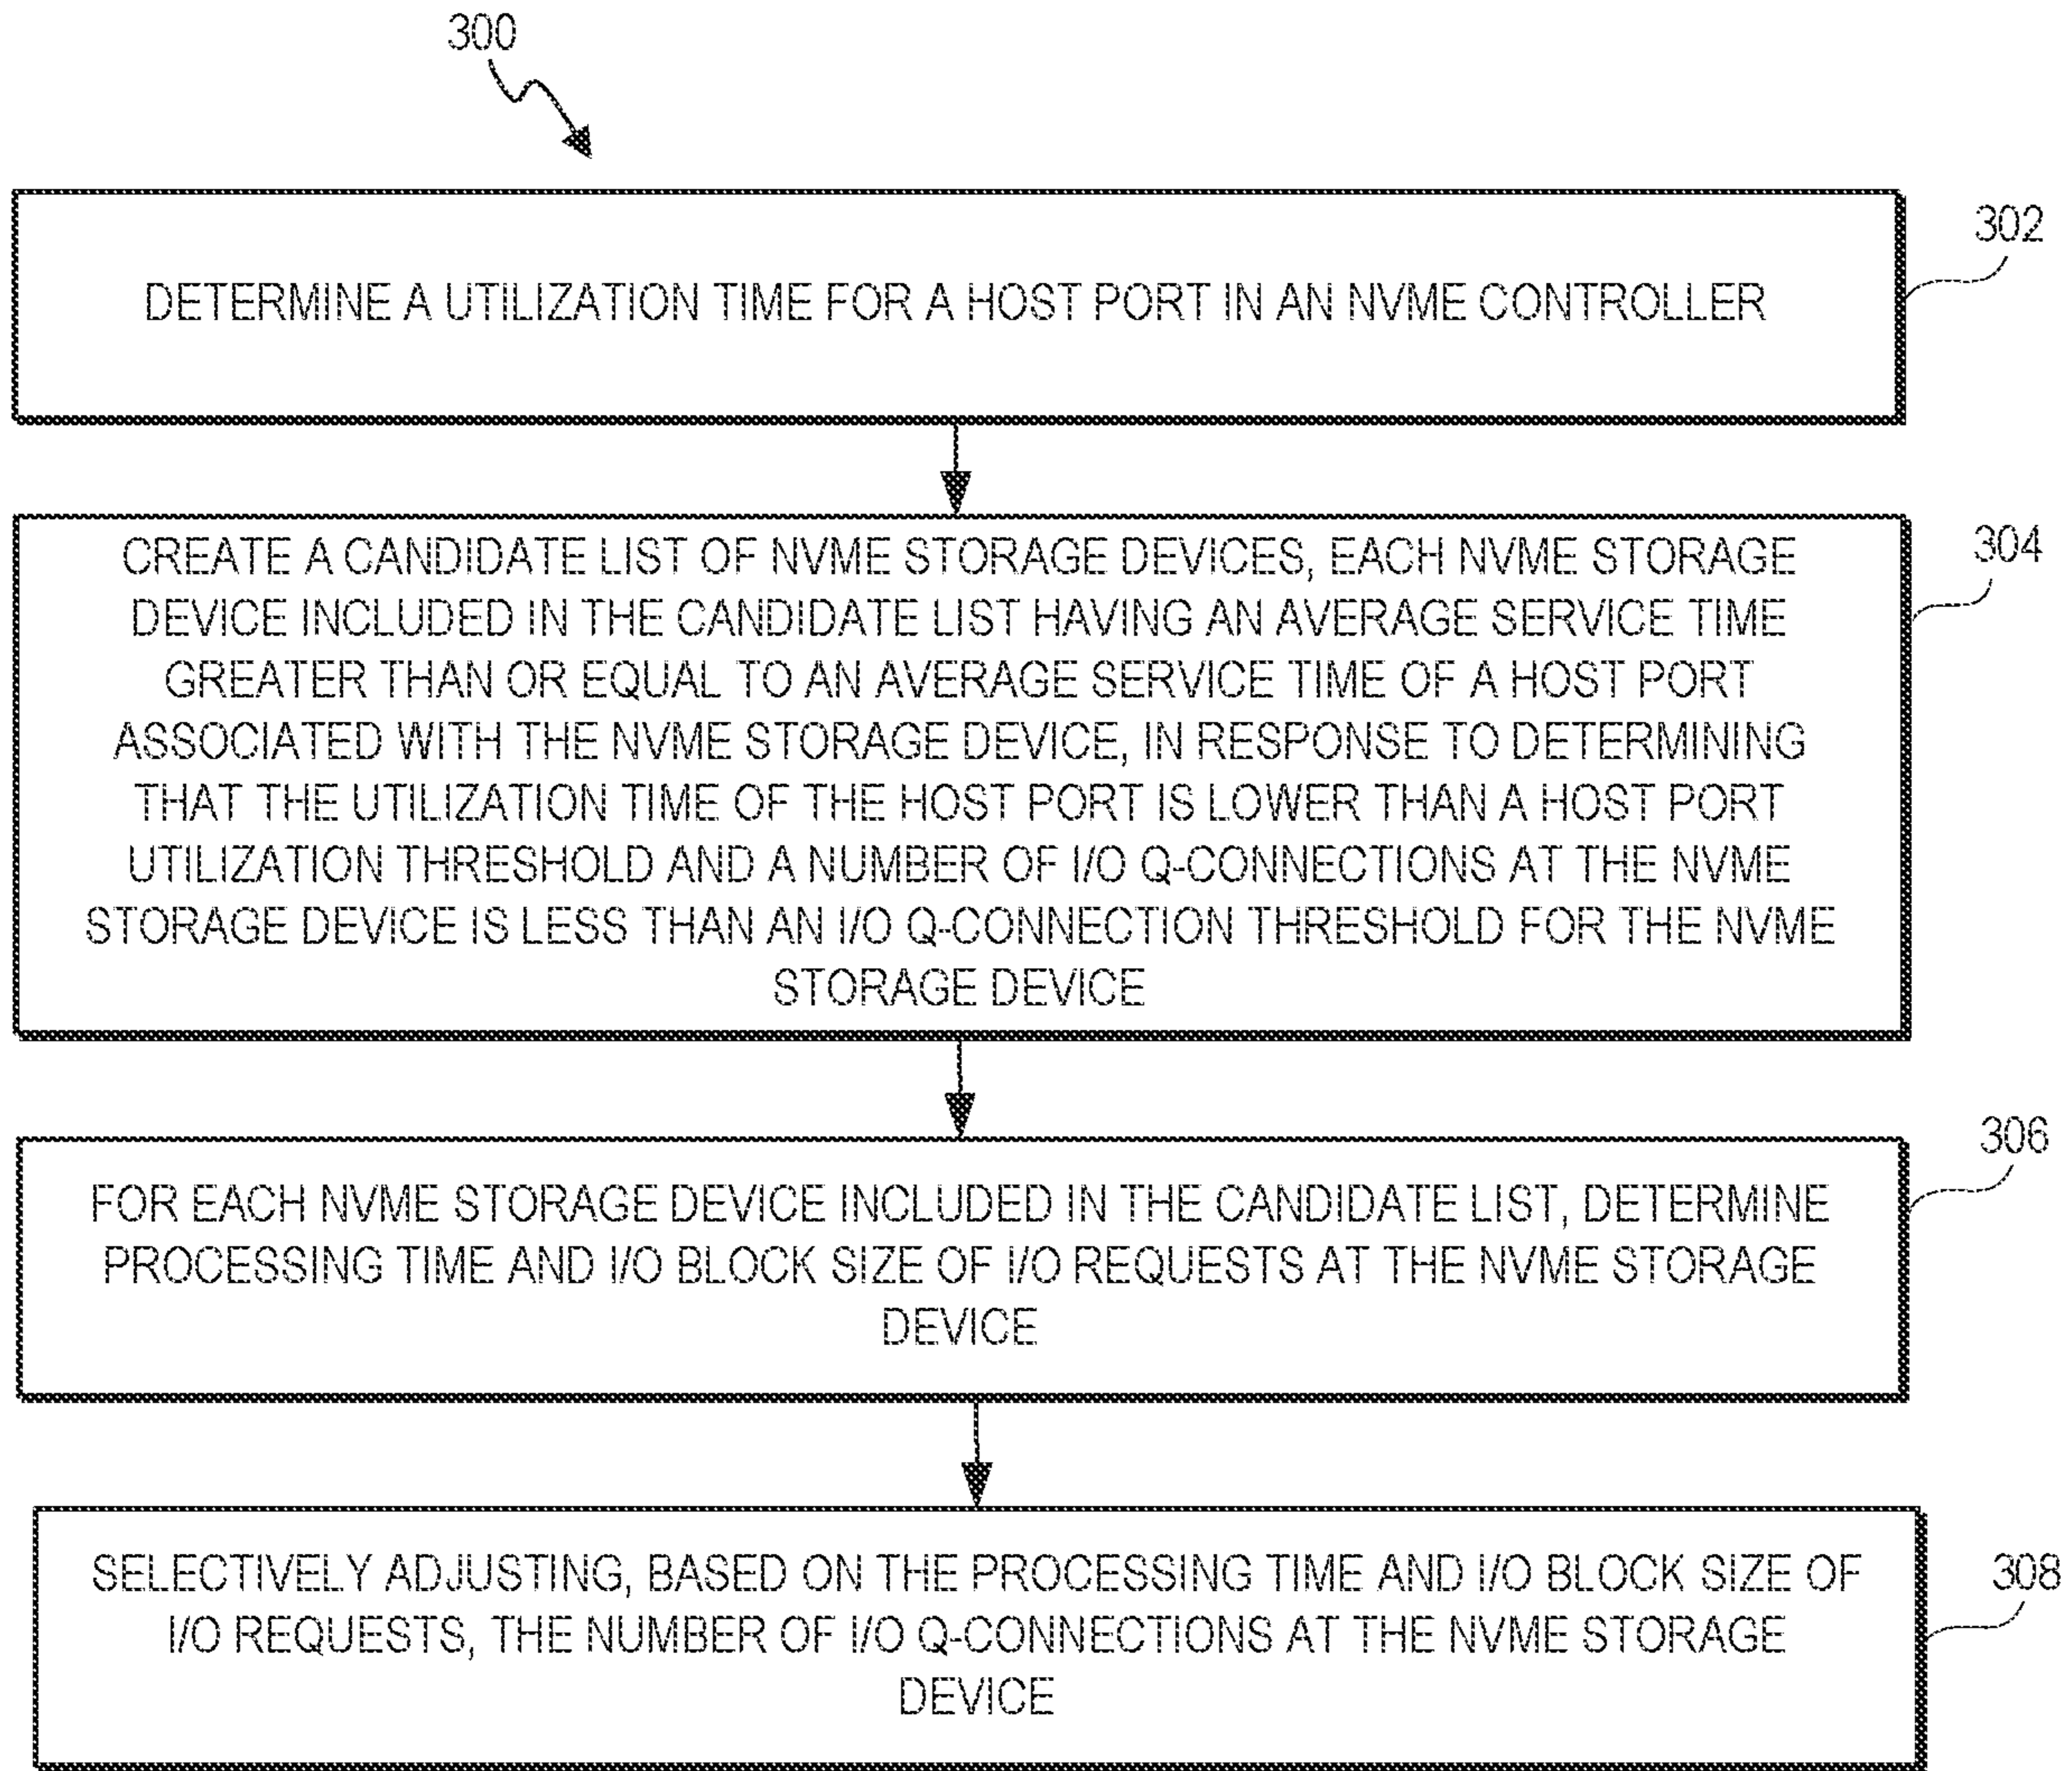 300
302
DETERMINE A UTILIZATION TIME FOR A HOST PORT IN AN NVME CONTROLLER
304
CREATE A CANDIDATE LIST OF NVME STORAGE DEVICES, EACH NVME STORAGE
DEVICE INCLUDED IN THE CANDIDATE LIST HAVING AN AVERAGE SERVICE TIME
GREATER THAN OR EQUAL TO AN AVERAGE SERVICE TIME OF A HOST PORT
ASSOCIATED WITH THE NVME STORAGE DEVICE, IN RESPONSE TO DETERMINING
THAT THE UTILIZATION TIME OF THE HOST PORT IS LOWER THAN A HOST PORT
UTILIZATION THRESHOLD AND A NUMBER OF I/O Q-CONNECTIONS AT THE NVME
STORAGE DEVICE IS LESS THAN AN I/O Q-CONNECTION THRESHOLD FOR THE NVME
STORAGE DEVICE
306
FOR EACH NVME STORAGE DEVICE INCLUDED IN THE CANDIDATE LIST, DETERMINE
PROCESSING TIME AND I/O BLOCK SIZE OF I/O REQUESTS AT THE NVME STORAGE
DEVICE
308
SELECTIVELY ADJUSTING, BASED ON THE PROCESSING TIME AND I/O BLOCK SIZE OF
I/O REQUESTS, THE NUMBER OF I/O Q-CONNECTIONS AT THE NVME STORAGE
DEVICE